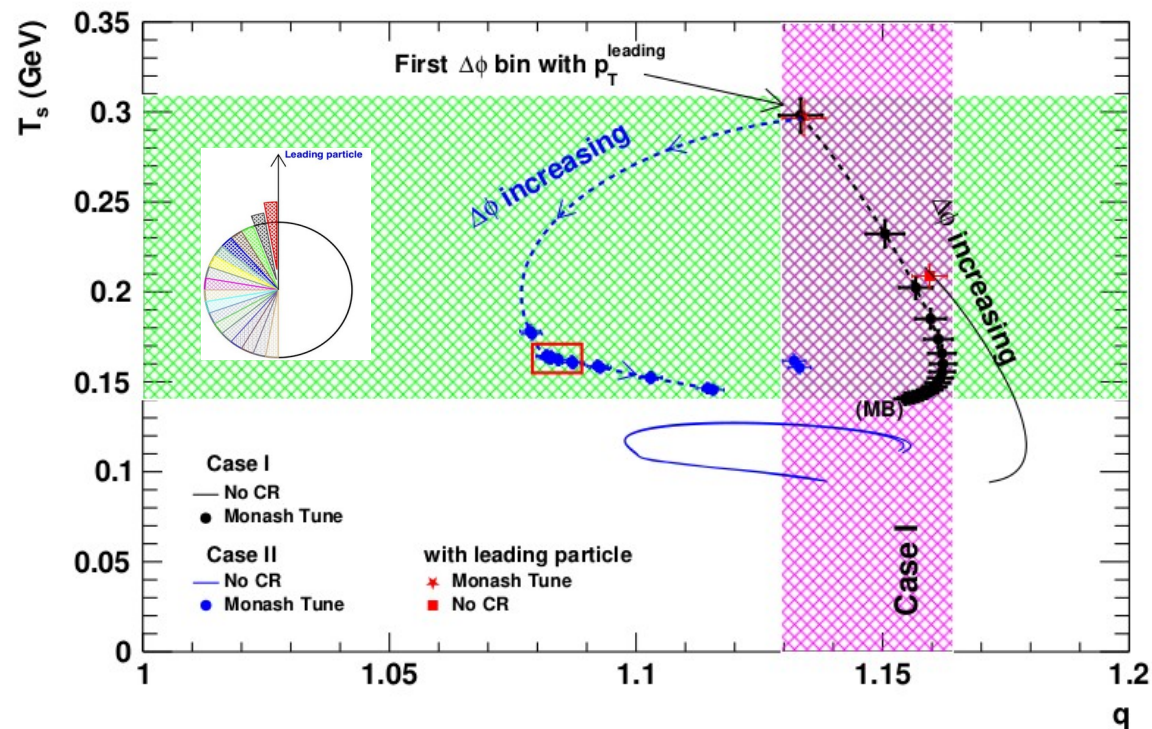 T_s (GeV)
0.35
0.3
0.25
0.2
0.15
0.1
0.05
0
First Δϕ bin with p_T^leading
Leading particle
Δϕ increasing
Δϕ increasing
(MB)
Case I
Case I
No CR
Monash Tune
Case II
No CR
Monash Tune
with leading particle
Monash Tune
No CR
1
1.05
1.1
1.15
1.2
q